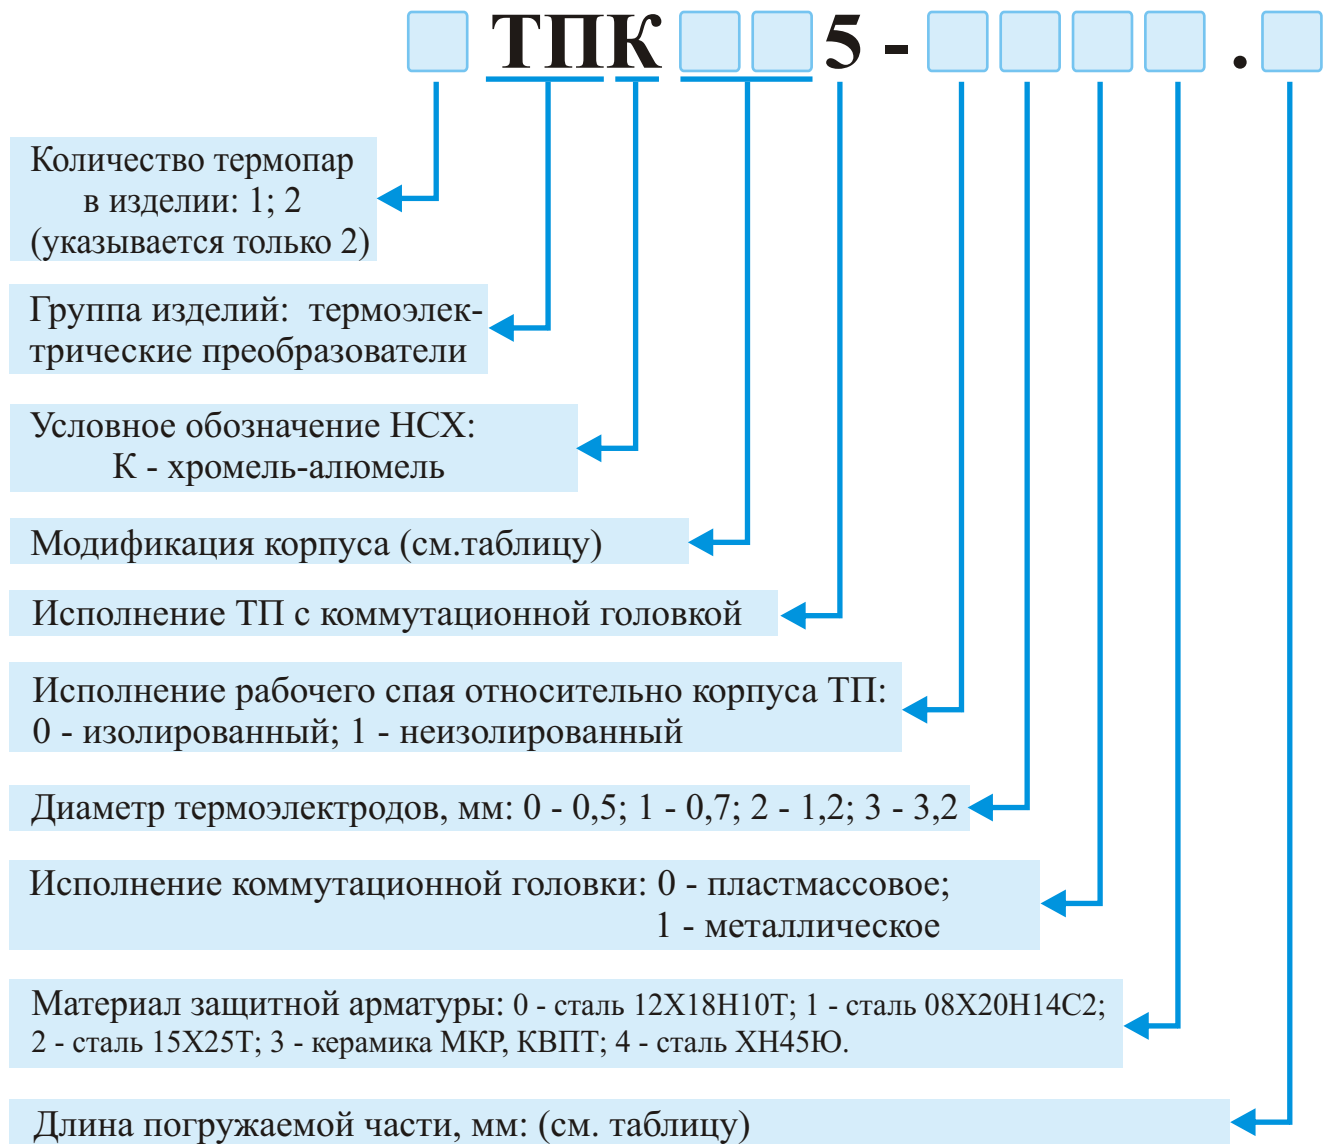 ТПК 5 - .
Количество термопар
в изделии: 1; 2
(указывается только 2)
Группа изделий: термоэлек-
трические преобразователи
Условное обозначение НСХ:
К - хромель-алюмель
Модификация корпуса (см.таблицу)
Исполнение ТП с коммутационной головкой
Исполнение рабочего спая относительно корпуса ТП:
0 - изолированный; 1 - неизолированный
Диаметр термоэлектродов, мм: 0 - 0,5; 1 - 0,7; 2 - 1,2; 3 - 3,2
Исполнение коммутационной головки: 0 - пластмассовое;
1 - металлическое
Материал защитной арматуры: 0 - сталь 12Х18Н10Т; 1 - сталь 08Х20Н14С2;
2 - сталь 15Х25Т; 3 - керамика МКР, КВПТ; 4 - сталь ХН45Ю.
Длина погружаемой части, мм: (см. таблицу)